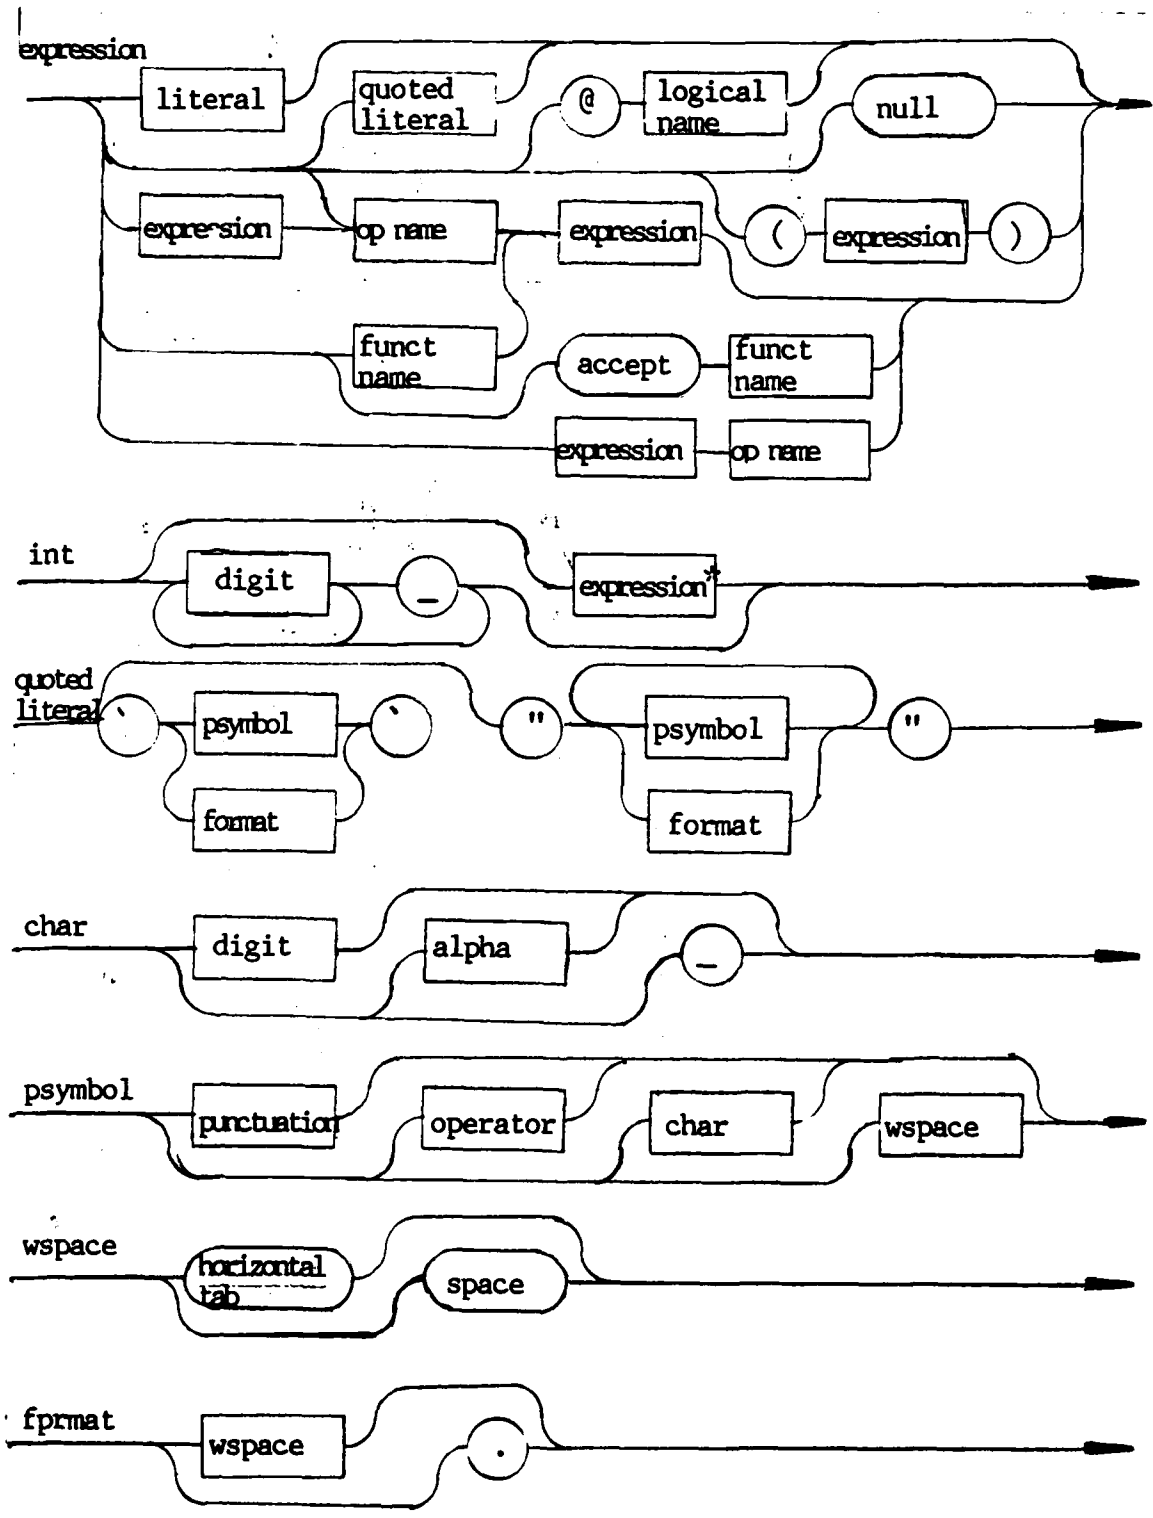 expression
literal
quoted
literal
@
logical
name
null
expression
op name
expression
(
expression
)
funct
name
accept
funct
name
expression
op name
int
digit
_
expression*
quoted
literal
`
psymbol
`
"
psymbol
"
format
format
char
digit
alpha
_
psymbol
punctuation
operator
char
wspace
wspace
horizontal
tab
space
fprmat
wspace
.